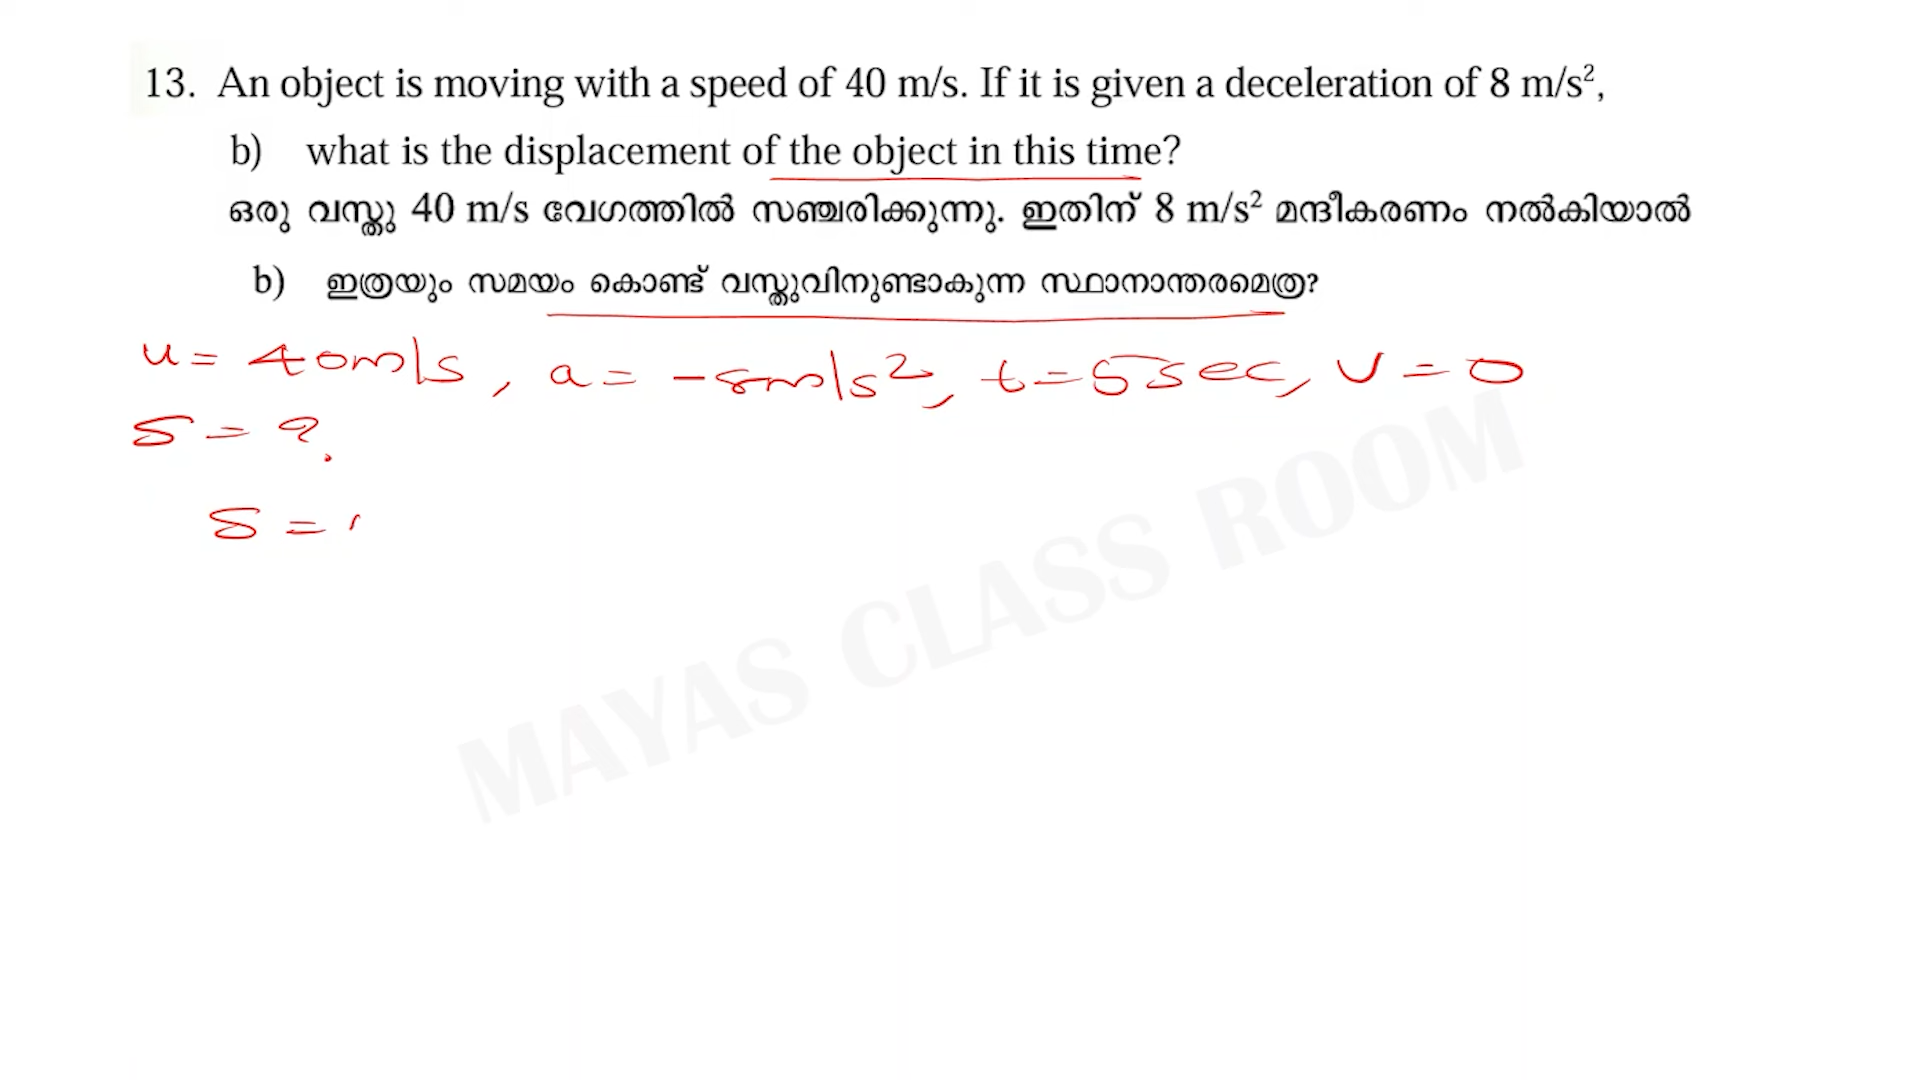 13. An object is moving with a speed of 40 m/s. If it is given a deceleration of 8 m/s²,
b) what is the displacement of the object in this time?
ഒരു വസ്തു 40 m/s വേഗത്തിൽ സഞ്ചരിക്കുന്നു. ഇതിന് 8 m/s² മന്ദീകരണം നൽകിയാൽ
b) ഇത്രയും സമയം കൊണ്ട് വസ്തുവിനുണ്ടാകുന്ന സ്ഥാനാന്തരമെത്ര?
u = 40m/s, a = -8m/s², t = 5sec, v = 0
s = ?
s =
MAYAS CLASS ROOM